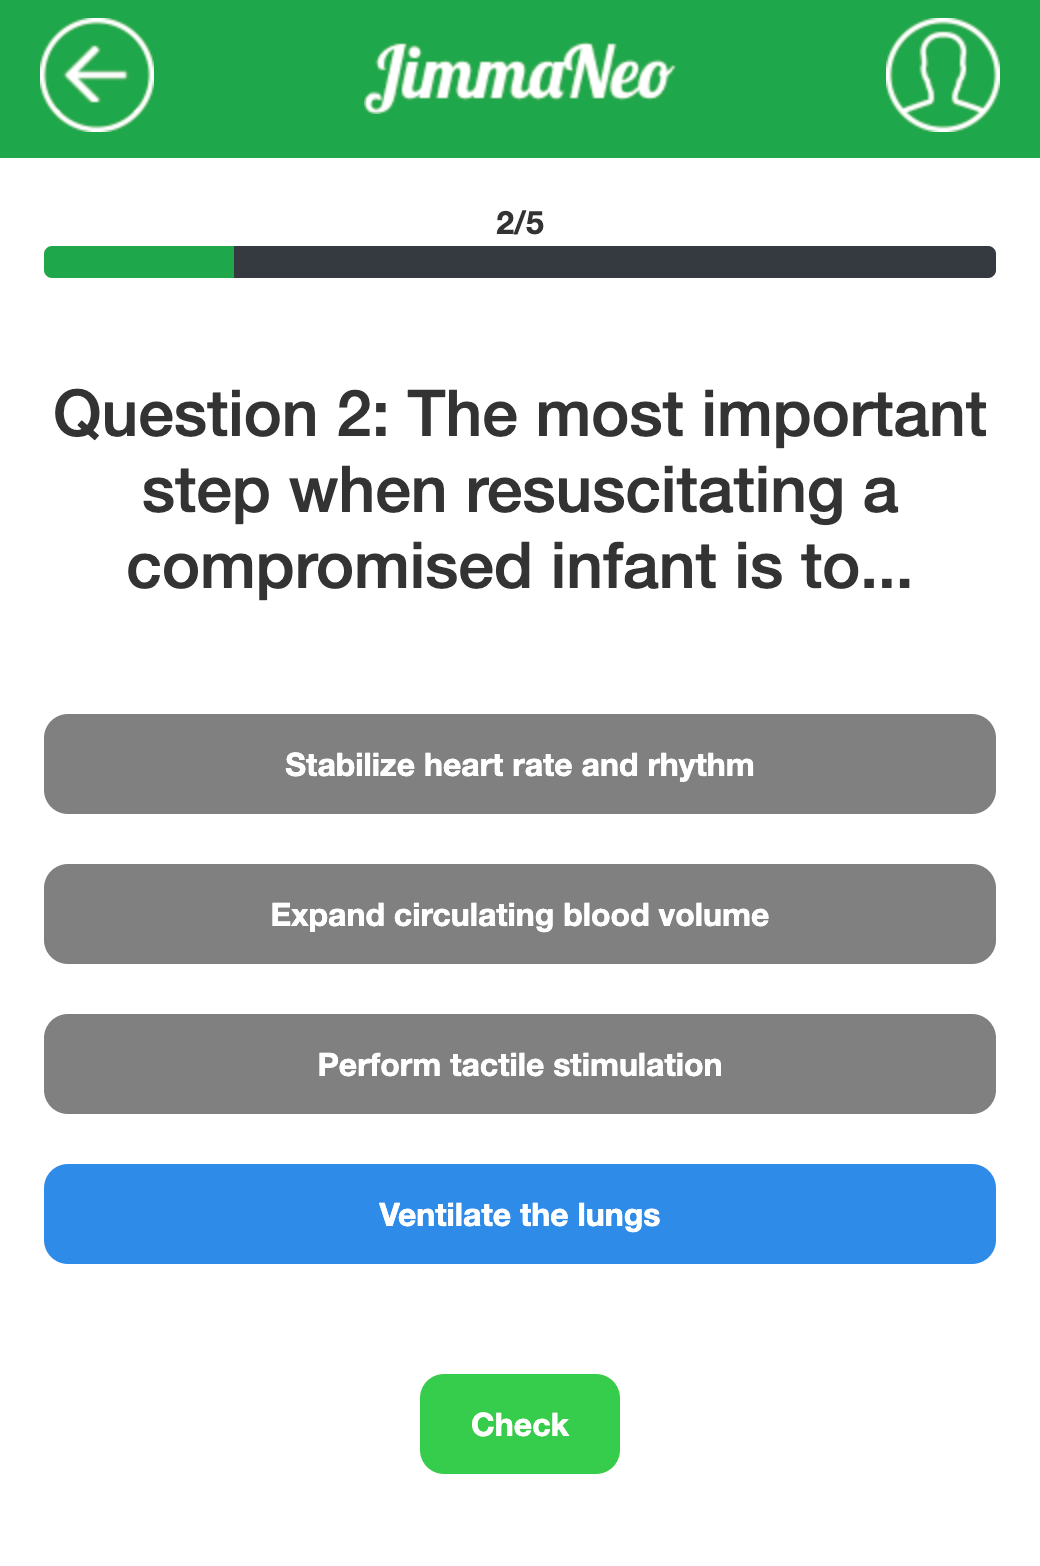 JimmaNeo
2/5
Question 2: The most important
step when resuscitating a
compromised infant is to...
Stabilize heart rate and rhythm
Expand circulating blood volume
Perform tactile stimulation
Ventilate the lungs
Check